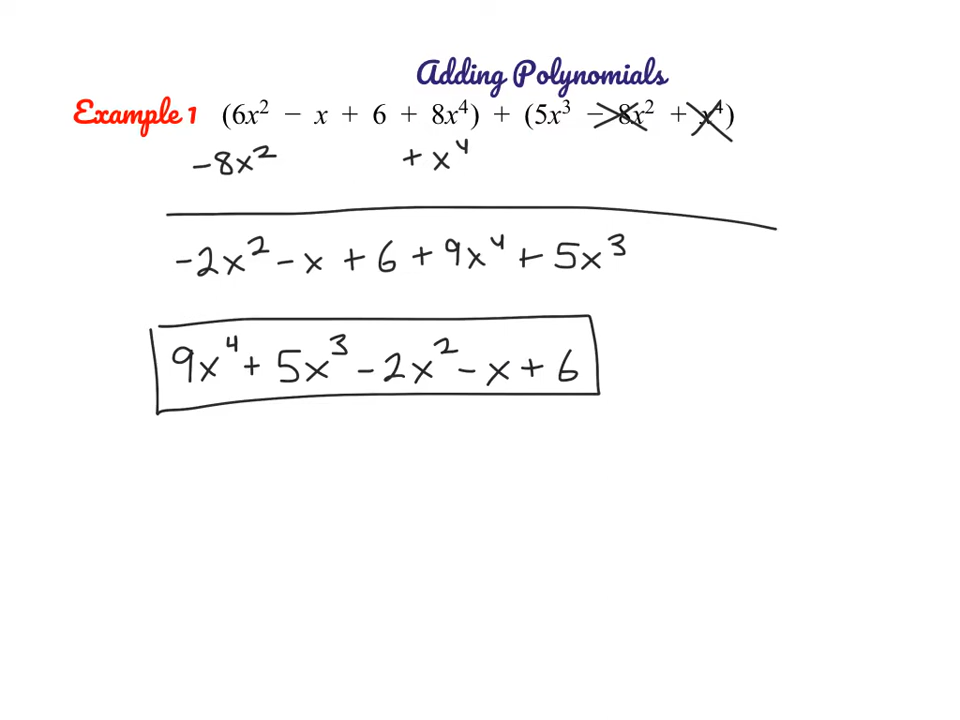 Adding Polynomials
Example 1 (6x² − x + 6 + 8x⁴) + (5x³ − 8x² + x⁴)
-8x² + x⁴
-2x² - x + 6 + 9x⁴ + 5x³
9x⁴ + 5x³ - 2x² - x + 6